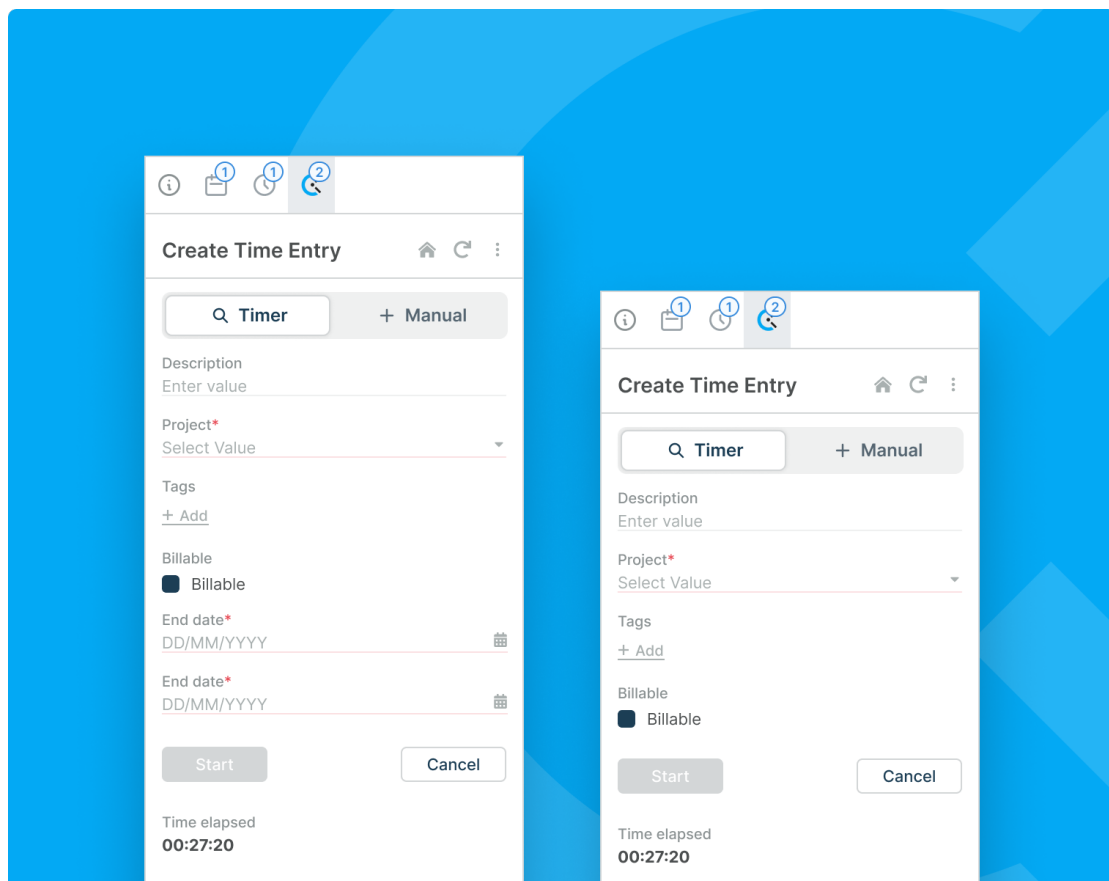 1
1
2
Create Time Entry
Timer
+ Manual
Description
Enter value
Project*
Select Value
Tags
+ Add
Billable
Billable
End date*
DD/MM/YYYY
End date*
DD/MM/YYYY
Start
Cancel
Time elapsed
00:27:20
1
1
2
Create Time Entry
Timer
+ Manual
Description
Enter value
Project*
Select Value
Tags
+ Add
Billable
Billable
Start
Cancel
Time elapsed
00:27:20